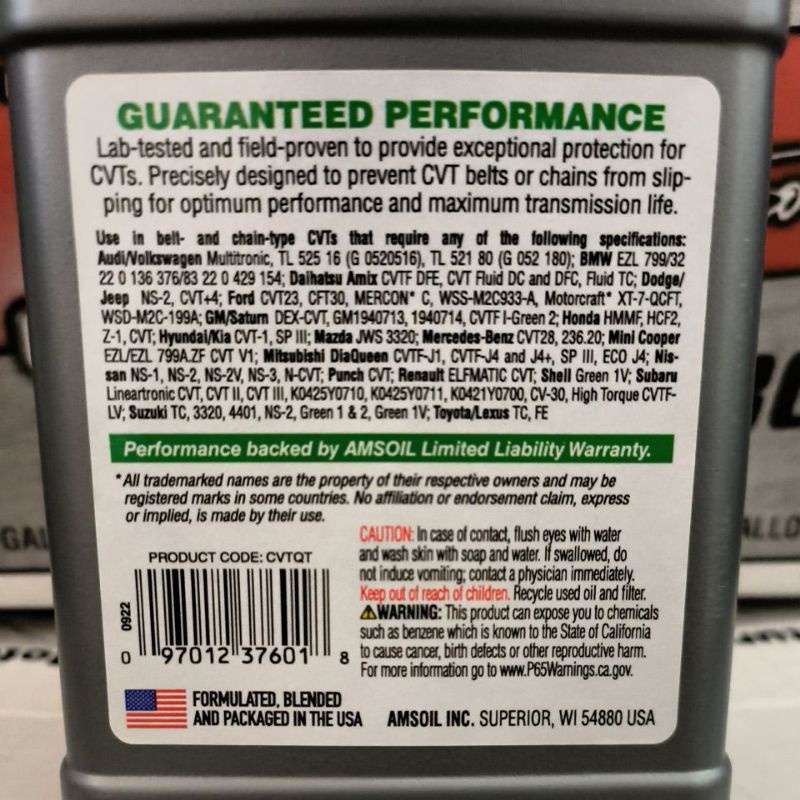 GUARANTEED PERFORMANCE
Lab-tested and field-proven to provide exceptional protection for
CVTs. Precisely designed to prevent CVT belts or chains from slip-
ping for optimum performance and maximum transmission life.
Use in belt- and chain-type CVTs that require any of the following specifications:
Audi/Volkswagen Multitronic, TL 525 16 (G 0520516), TL 521 80 (G 052 180); BMW EZL 799/32
22 0 136 376/83 22 0 429 154; Daihatsu Amix CVTF DFE, CVT Fluid DC and DFC, Fluid TC; Dodge/
Jeep NS-2, CVT+4; Ford CVT23, CFT30, MERCON* C, WSS-M2C933-A, Motorcraft* XT-7-QCFT,
WSD-M2C-199A; GM/Saturn DEX-CVT, GM1940713, 1940714, CVTF I-Green 2; Honda HMMF, HCF2,
Z-1, CVT; Hyundai/Kia CVT-1, SP III; Mazda JWS 3320; Mercedes-Benz CVT28, 236.20; Mini Cooper
EZL/EZL 799A.ZF CVT V1; Mitsubishi DiaQueen CVTF-J1, CVTF-J4 and J4+, SP III, ECO J4; Nis-
san NS-1, NS-2, NS-2V, NS-3, N-CVT; Punch CVT; Renault ELFMATIC CVT; Shell Green 1V; Subaru
Lineartronic CVT, CVT II, CVT III, K0425Y0710, K0425Y0711, K0421Y0700, CV-30, High Torque CVTF-
LV; Suzuki TC, 3320, 4401, NS-2, Green 1 & 2, Green 1V; Toyota/Lexus TC, FE
Performance backed by AMSOIL Limited Liability Warranty.
*All trademarked names are the property of their respective owners and may be
registered marks in some countries. No affiliation or endorsement claim, express
or implied, is made by their use.
PRODUCT CODE: CVTQT
0922
0 97012 37601 8
CAUTION: In case of contact, flush eyes with water
and wash skin with soap and water. If swallowed, do
not induce vomiting; contact a physician immediately.
Keep out of reach of children. Recycle used oil and filter.
⚠WARNING: This product can expose you to chemicals
such as benzene which is known to the State of California
to cause cancer, birth defects or other reproductive harm.
For more information go to www.P65Warnings.ca.gov.
FORMULATED, BLENDED
AND PACKAGED IN THE USA
AMSOIL INC. SUPERIOR, WI 54880 USA